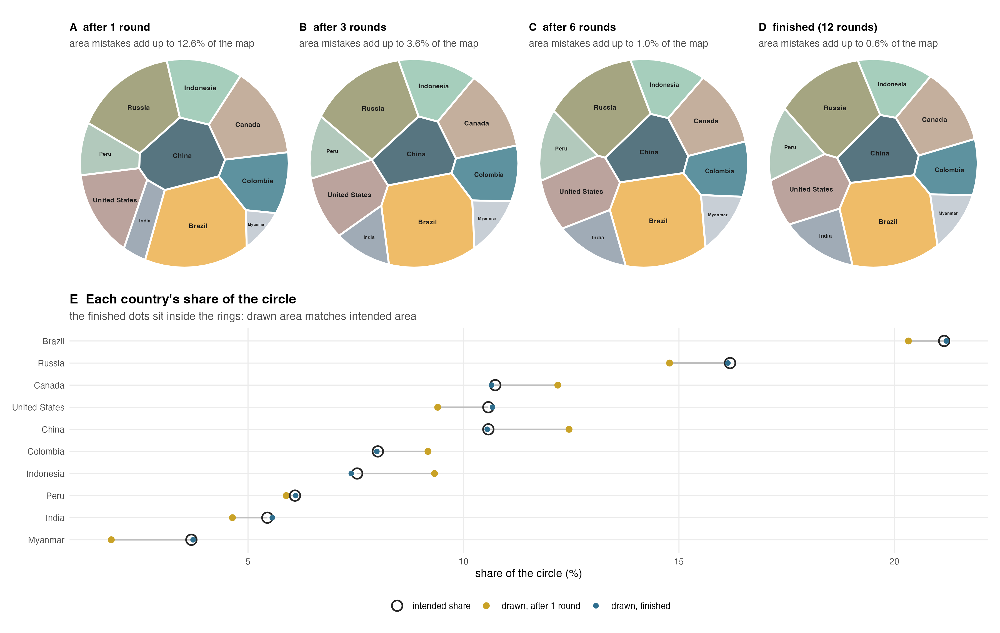 A after 1 round
area mistakes add up to 12.6% of the map
Indonesia
Russia
Canada
Peru
China
Colombia
United States
India
Brazil
Myanmar
B after 3 rounds
area mistakes add up to 3.6% of the map
Indonesia
Russia
Canada
Peru
China
Colombia
United States
Myanmar
Brazil
India
C after 6 rounds
area mistakes add up to 1.0% of the map
Indonesia
Russia
Canada
Peru
China
Colombia
United States
Myanmar
Brazil
India
D finished (12 rounds)
area mistakes add up to 0.6% of the map
Indonesia
Russia
Canada
Peru
China
Colombia
United States
Myanmar
Brazil
India
E Each country's share of the circle
the finished dots sit inside the rings: drawn area matches intended area
Brazil
Russia
Canada
United States
China
Colombia
Indonesia
Peru
India
Myanmar
5 10 15 20
share of the circle (%)
intended share drawn, after 1 round drawn, finished